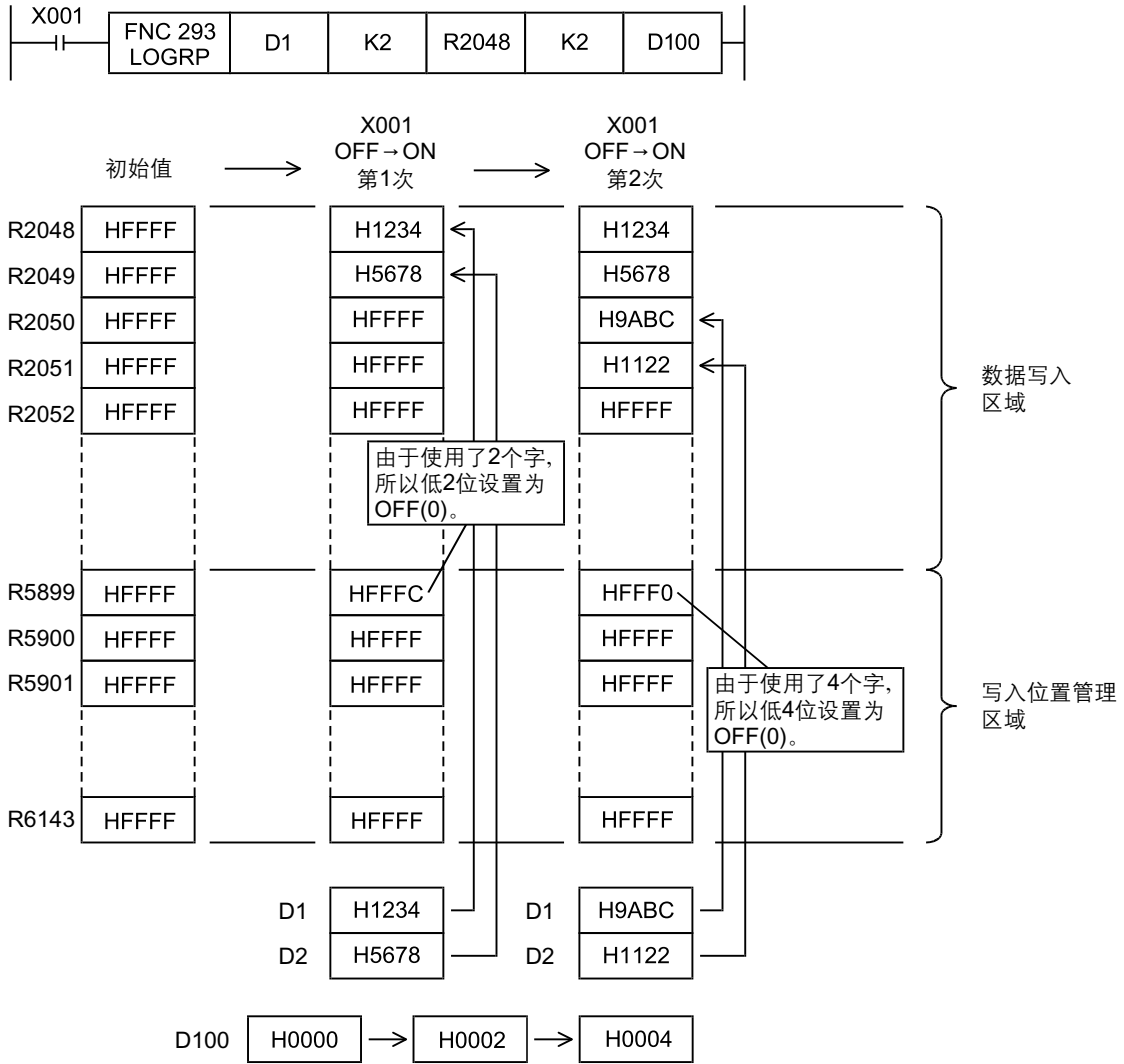 X001
FNC 293
LOGRP
D1
K2
R2048
K2
D100
初始值
X001
OFF→ON
第1次
X001
OFF→ON
第2次
R2048 HFFFF H1234 H1234
R2049 HFFFF H5678 H5678
R2050 HFFFF HFFFF H9ABC
R2051 HFFFF HFFFF H1122
R2052 HFFFF HFFFF HFFFF
数据写入
区域
由于使用了2个字,
所以低2位设置为
OFF(0)。
R5899 HFFFF HFFFC HFFF0
R5900 HFFFF HFFFF HFFFF
R5901 HFFFF HFFFF HFFFF
由于使用了4个字,
所以低4位设置为
OFF(0)。
写入位置管理
区域
R6143 HFFFF HFFFF HFFFF
D1 H1234 D1 H9ABC
D2 H5678 D2 H1122
D100 H0000 H0002 H0004